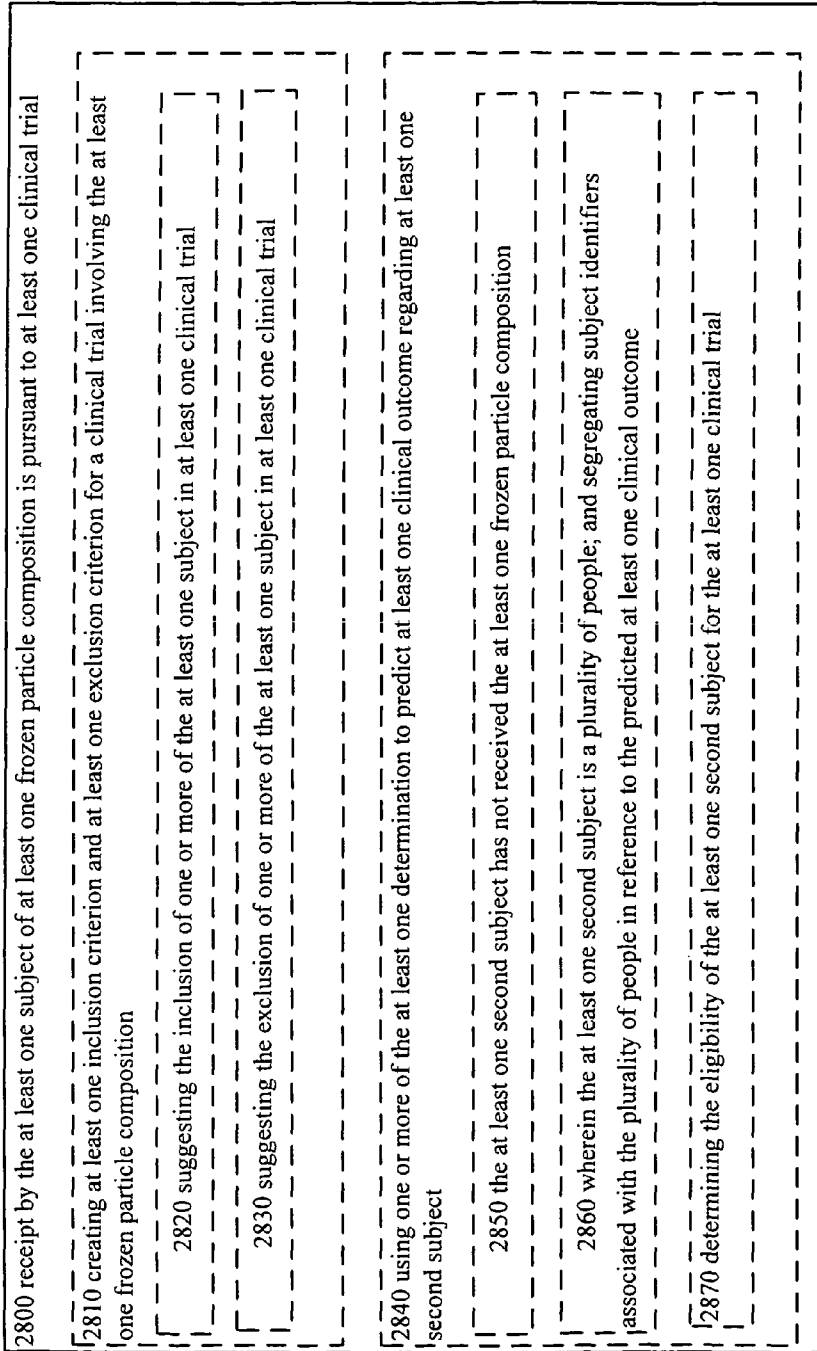 2800 receipt by the at least one subject of at least one frozen particle composition is pursuant to at least one clinical trial
2810 creating at least one inclusion criterion and at least one exclusion criterion for a clinical trial involving the at least
one frozen particle composition
2820 suggesting the inclusion of one or more of the at least one subject in at least one clinical trial
2830 suggesting the exclusion of one or more of the at least one subject in at least one clinical trial
2840 using one or more of the at least one determination to predict at least one clinical outcome regarding at least one
second subject
2850 the at least one second subject has not received the at least one frozen particle composition
2860 wherein the at least one second subject is a plurality of people; and segregating subject identifiers
associated with the plurality of people in reference to the predicted at least one clinical outcome
2870 determining the eligibility of the at least one second subject for the at least one clinical trial